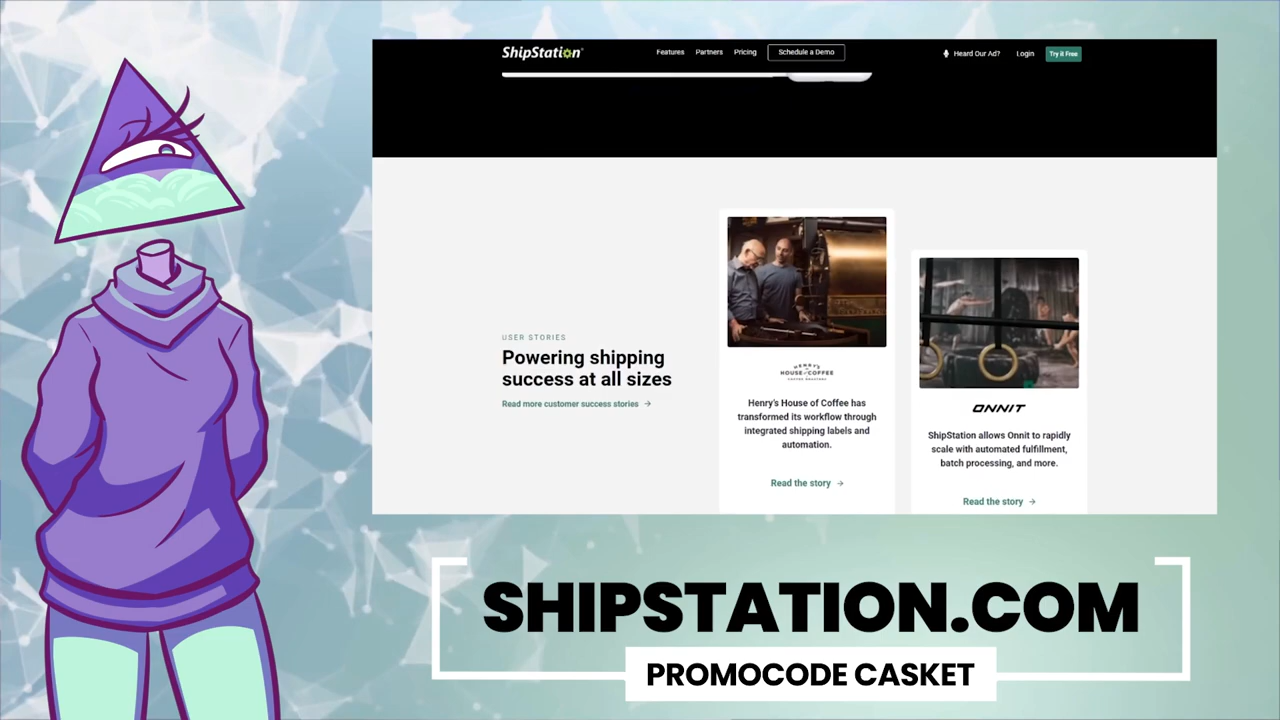 ShipStation
Features Partners Pricing Schedule a Demo Heard Our Ad? Login Try it Free
USER STORIES
Powering shipping
success at all sizes
Read more customer success stories →
HENRY'S
HOUSE of COFFEE
COFFEE ROASTERS
Henry's House of Coffee has
transformed its workflow through
integrated shipping labels and
automation.
Read the story →
ONNIT
ShipStation allows Onnit to rapidly
scale with automated fulfillment,
batch processing, and more.
Read the story →
SHIPSTATION.COM
PROMOCODE CASKET